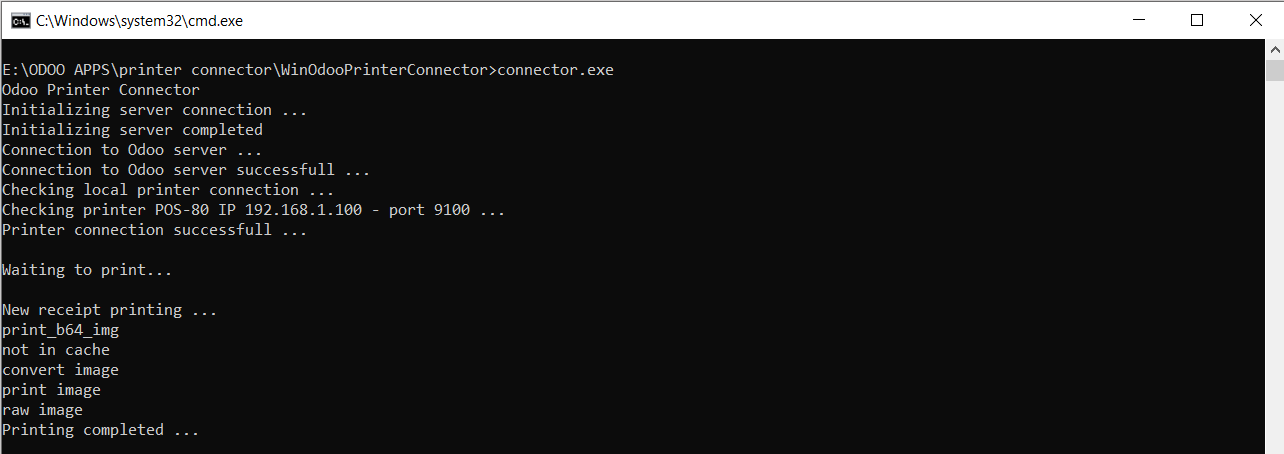 C:\Windows\system32\cmd.exe
E:\ODOO APPS\printer connector\WinOdooPrinterConnector>connector.exe
Odoo Printer Connector
Initializing server connection ...
Initializing server completed
Connection to Odoo server ...
Connection to Odoo server successfull ...
Checking local printer connection ...
Checking printer POS-80 IP 192.168.1.100 - port 9100 ...
Printer connection successfull ...
Waiting to print...
New receipt printing ...
print_b64_img
not in cache
convert image
print image
raw image
Printing completed ...